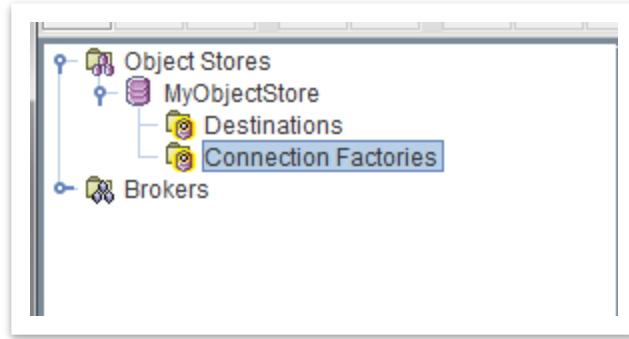 Object Stores
MyObjectStore
Destinations
Connection Factories
Brokers